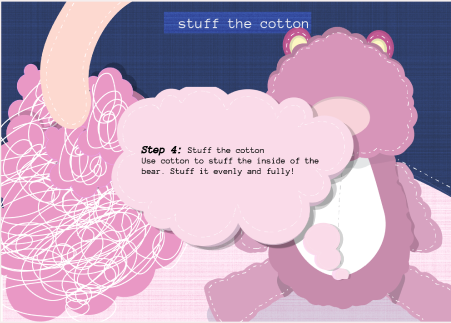 stuff the cotton
Step 4: Stuff the cotton
Use cotton to stuff the inside of the
bear. Stuff it evenly and fully!